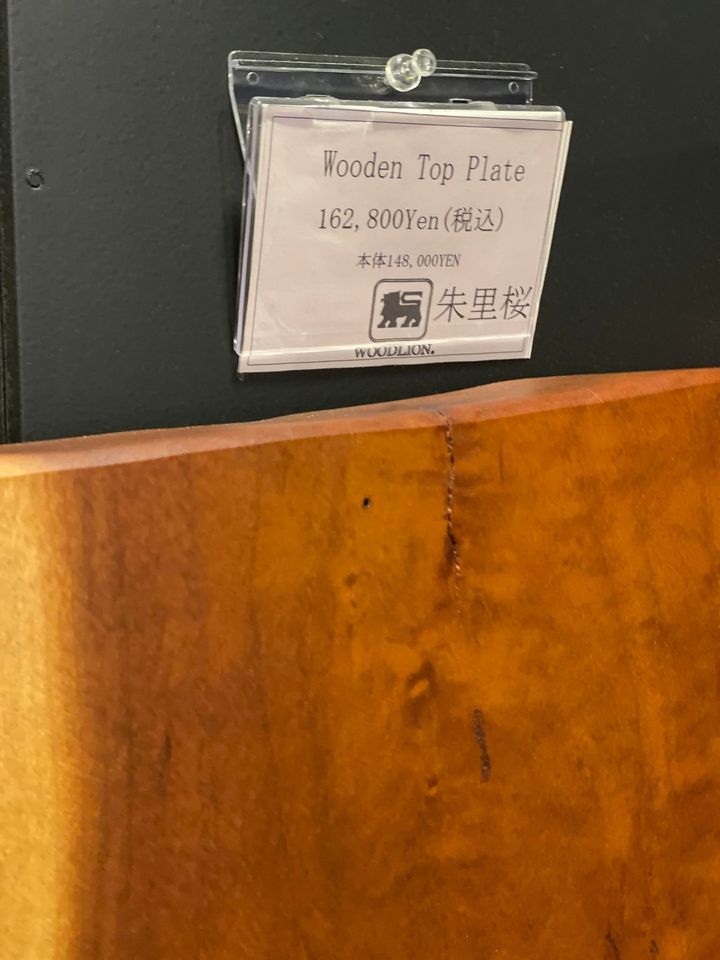 Wooden Top Plate
162,800Yen(税込)
本体148,000YEN
朱里桜
WOODLION.